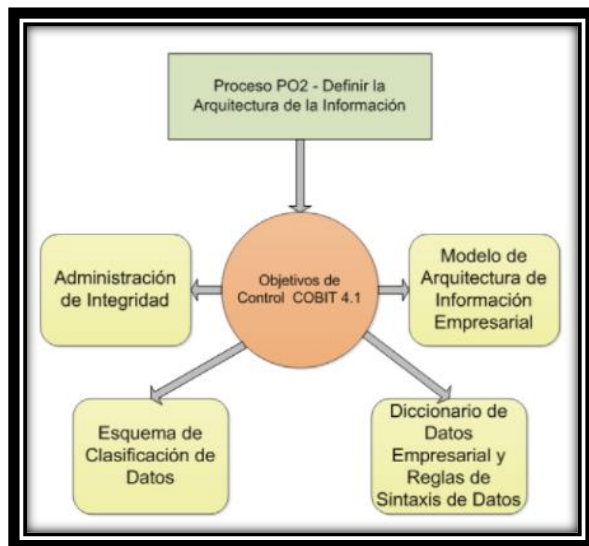 Proceso PO2 - Definir la
Arquitectura de la Información
Administración
de Integridad
Objetivos de
Control COBIT 4.1
Modelo de
Arquitectura de
Información
Empresarial
Esquema de
Clasificación de
Datos
Diccionario de
Datos
Empresarial y
Reglas de
Sintaxis de Datos